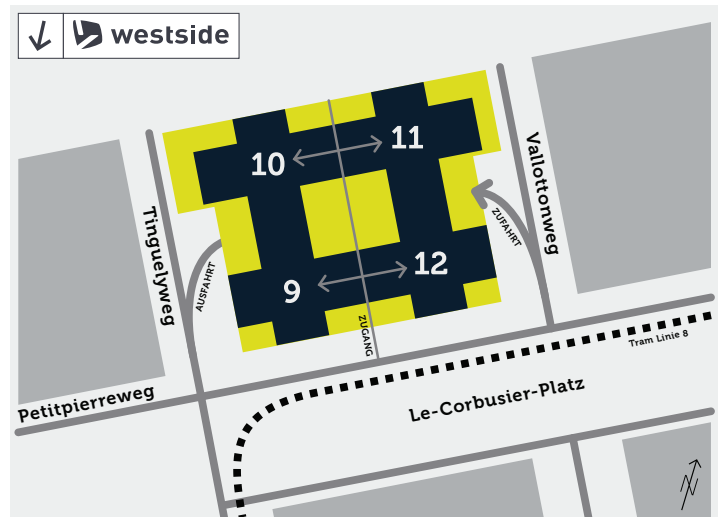 westside
10
11
9
12
Tinguelyweg
AUSFAHRT
Vallottonweg
ZUFAHRT
ZUGANG
Petitpierreweg
Tram Linie 8
Le-Corbusier-Platz
N